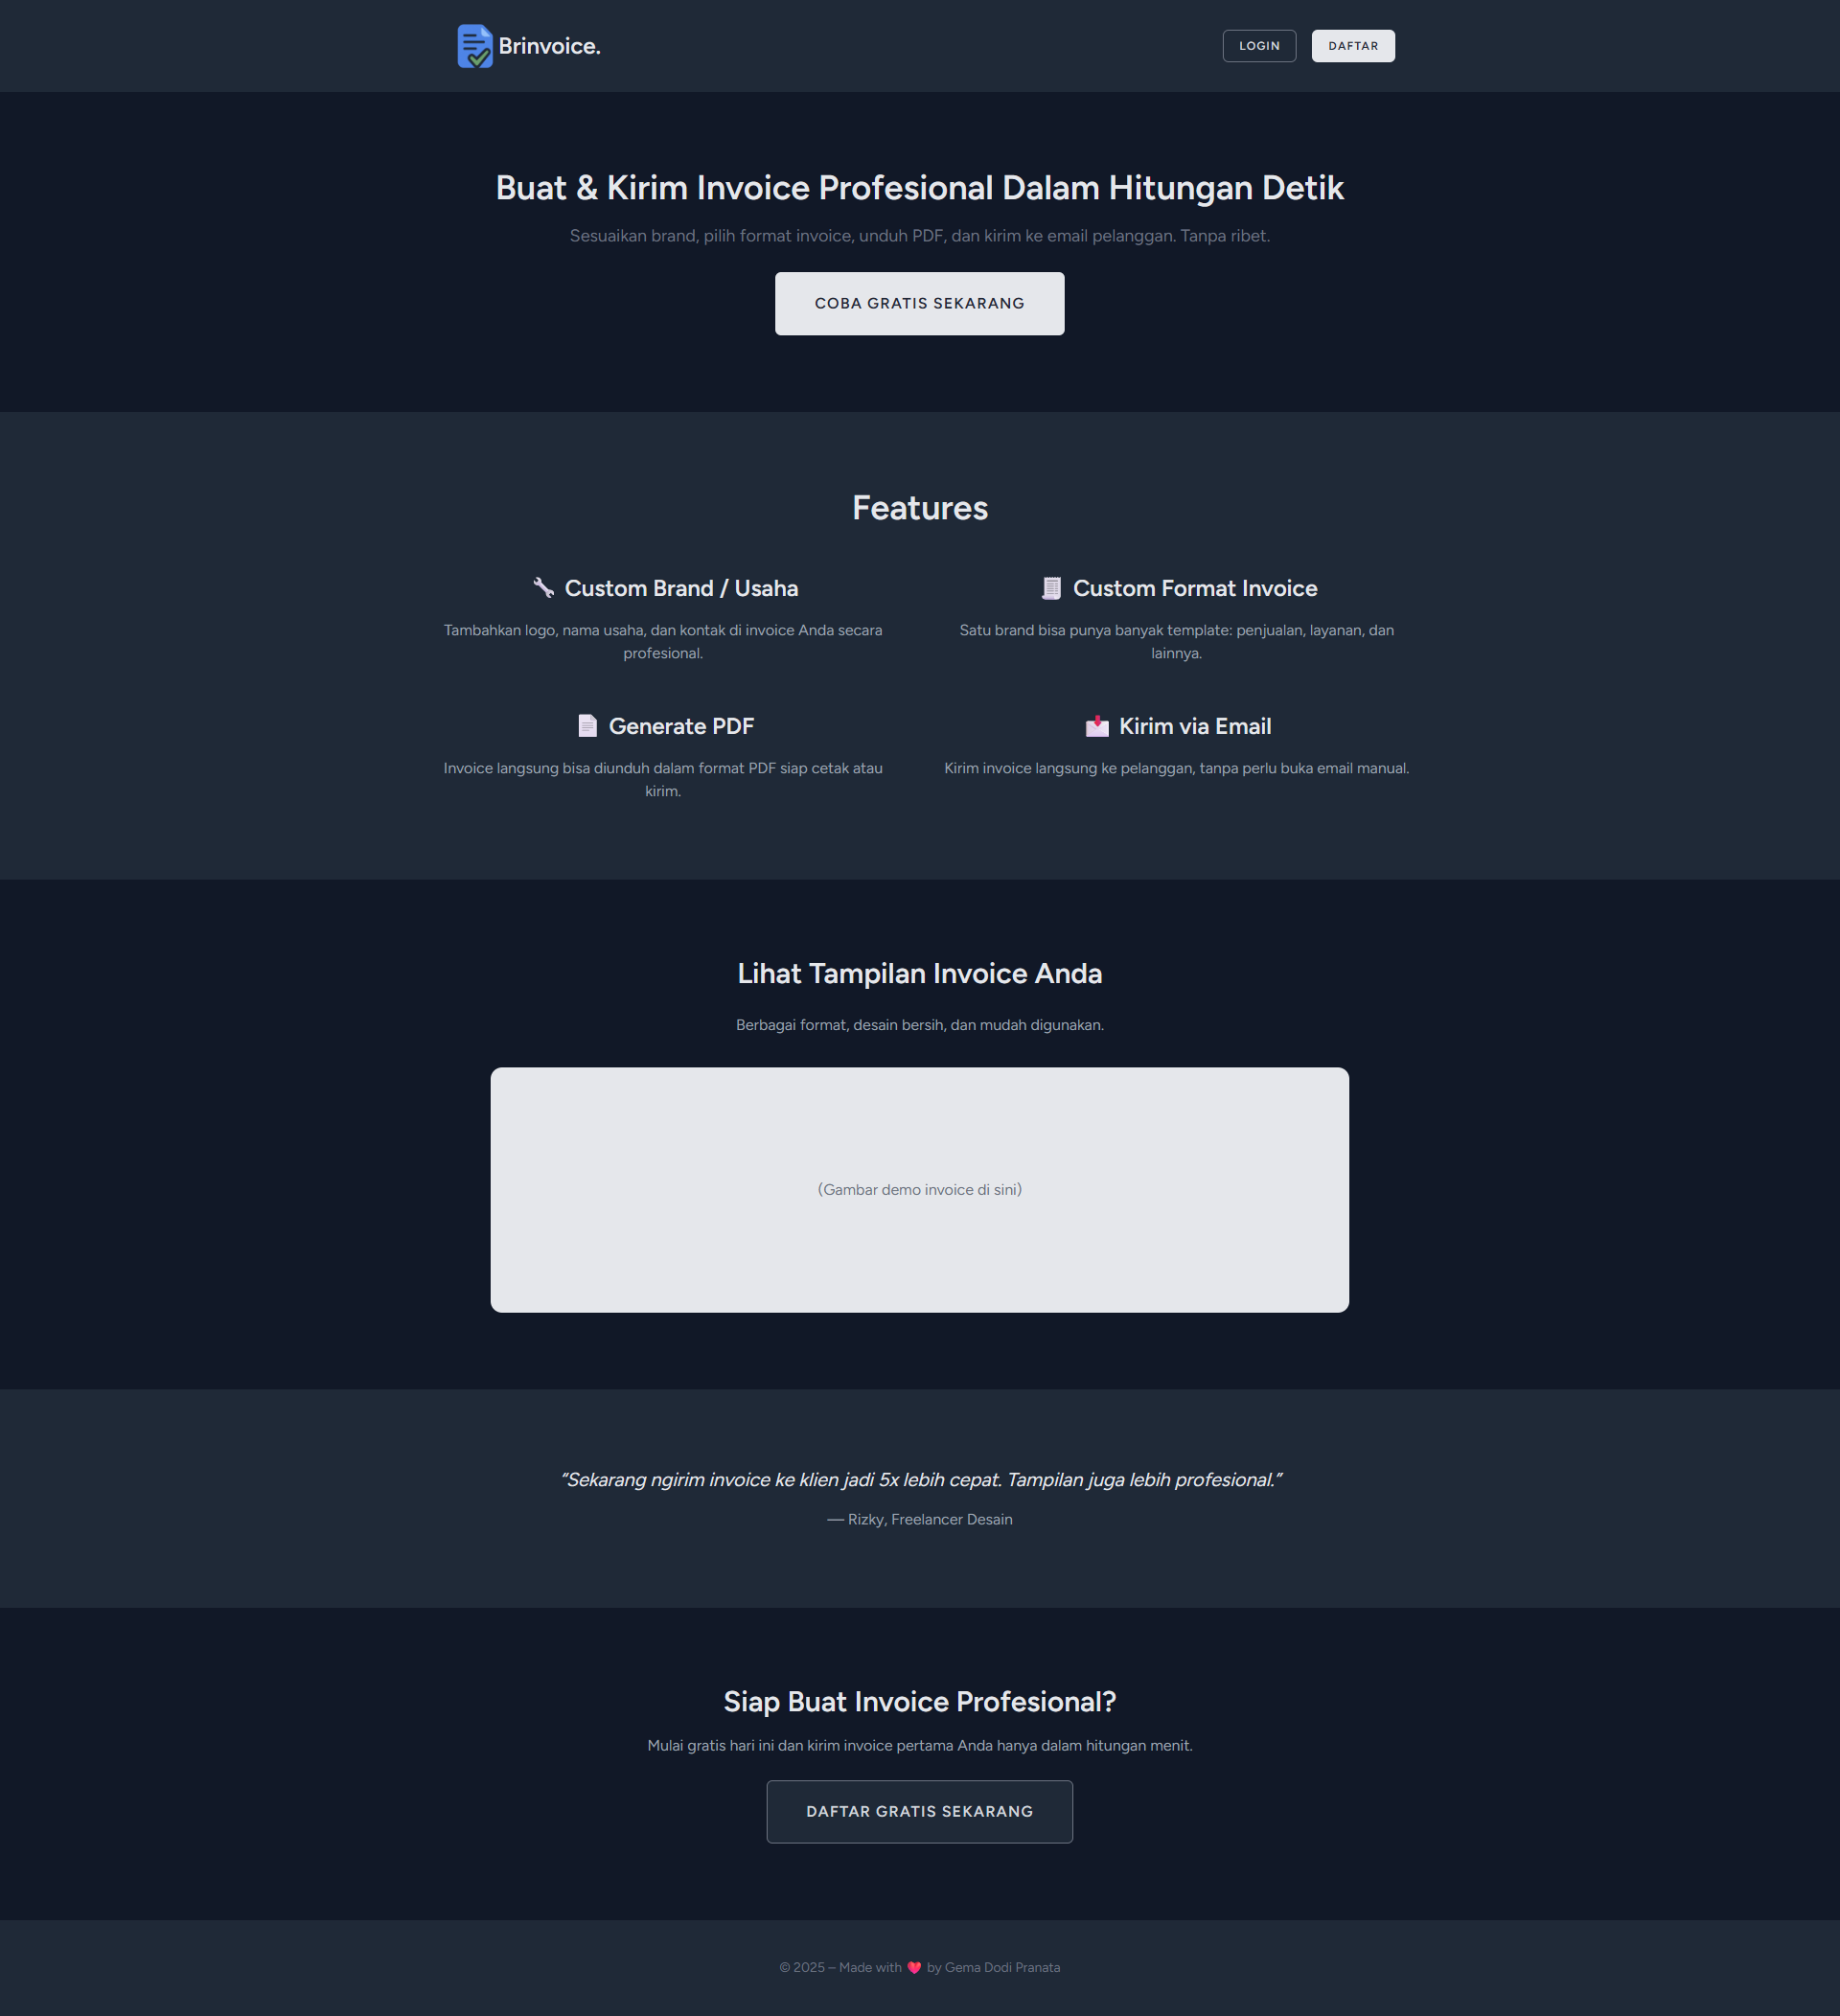 Brinvoice.
LOGIN
DAFTAR
Buat & Kirim Invoice Profesional Dalam Hitungan Detik
Sesuaikan brand, pilih format invoice, unduh PDF, dan kirim ke email pelanggan. Tanpa ribet.
COBA GRATIS SEKARANG
Features
Custom Brand / Usaha
Tambahkan logo, nama usaha, dan kontak di invoice Anda secara
profesional.
Custom Format Invoice
Satu brand bisa punya banyak template: penjualan, layanan, dan
lainnya.
Generate PDF
Invoice langsung bisa diunduh dalam format PDF siap cetak atau
kirim.
Kirim via Email
Kirim invoice langsung ke pelanggan, tanpa perlu buka email manual.
Lihat Tampilan Invoice Anda
Berbagai format, desain bersih, dan mudah digunakan.
(Gambar demo invoice di sini)
“Sekarang ngirim invoice ke klien jadi 5x lebih cepat. Tampilan juga lebih profesional.”
— Rizky, Freelancer Desain
Siap Buat Invoice Profesional?
Mulai gratis hari ini dan kirim invoice pertama Anda hanya dalam hitungan menit.
DAFTAR GRATIS SEKARANG
© 2025 – Made with ❤️ by Gema Dodi Pranata